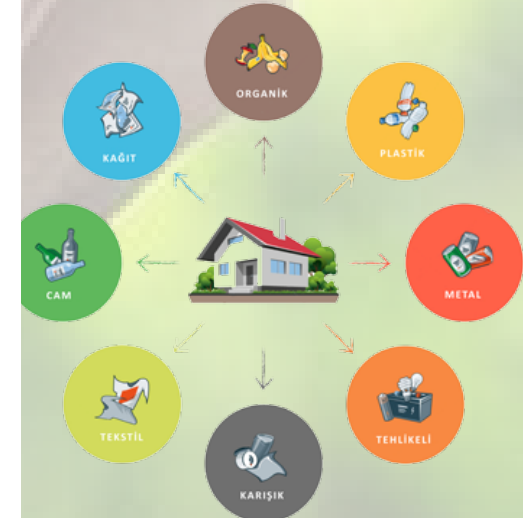 ORGANİK
KAĞIT
PLASTİK
CAM
METAL
TEKSTİL
TEHLİKELİ
KARIŞIK